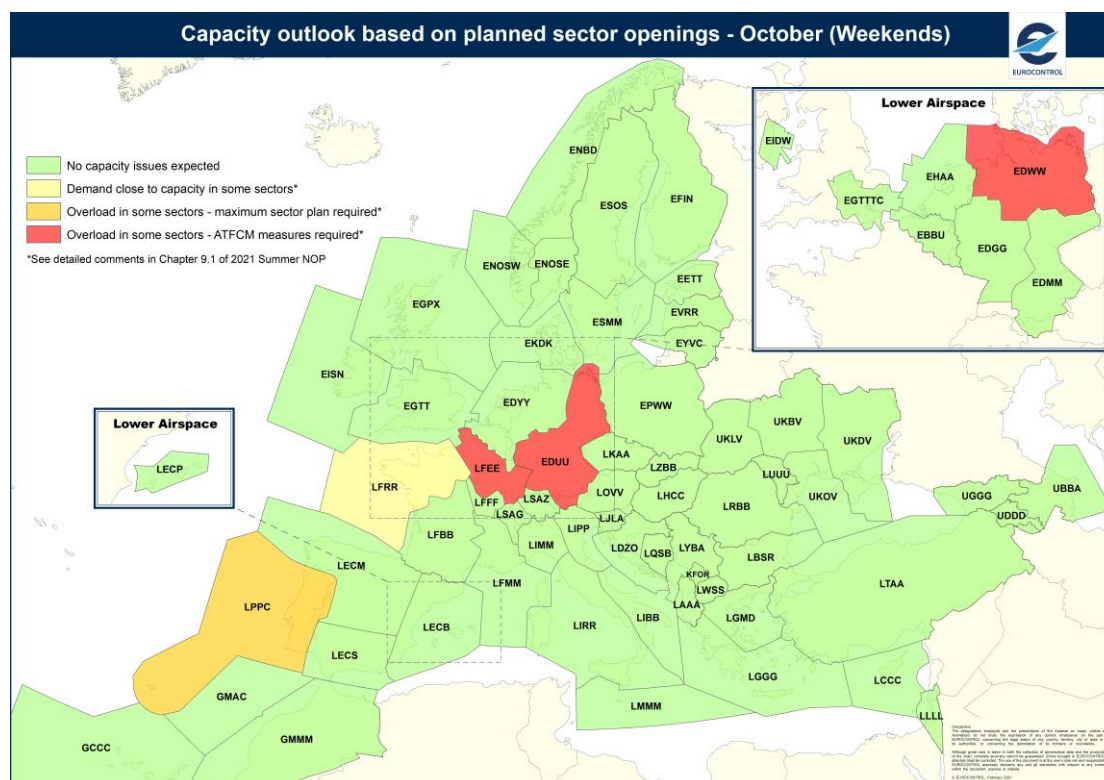 Capacity outlook based on planned sector openings - October (Weekends)
EUROCONTROL
No capacity issues expected
Demand close to capacity in some sectors*
Overload in some sectors - maximum sector plan required*
Overload in some sectors - ATFCM measures required*
*See detailed comments in Chapter 9.1 of 2021 Summer NOP
Lower Airspace
EIDW
EGTTTC
EHAA
EDWW
EBBU
EDGG
EDMM
Lower Airspace
LECP
ENBD
ESOS
EFIN
ENOSW
ENOSE
EETT
EGPX
EVRR
ESMM
EKDK
EYVC
EISN
EGTT
EDYY
EPWW
UKBV
UKLV
UKDV
LFEE
EDUU
LKAA
LZBB
LUUU
LFRR
LFFF
LSAZ
LOVV
LHCC
UKOV
LSAG
LRBB
UGGG
UBBA
UDDD
LFBB
LIMM
LIPP
LJLA
LDZO
LQSB
LYBA
LBSR
KFOR
LWSS
LAAA
LTAA
LECM
LFMM
LPPC
LECB
LIRR
LIBB
LGMD
LECS
LGGG
LCCC
GMAC
LMMM
LLLL
GCCC
GMMM
© EUROCONTROL, February 2021